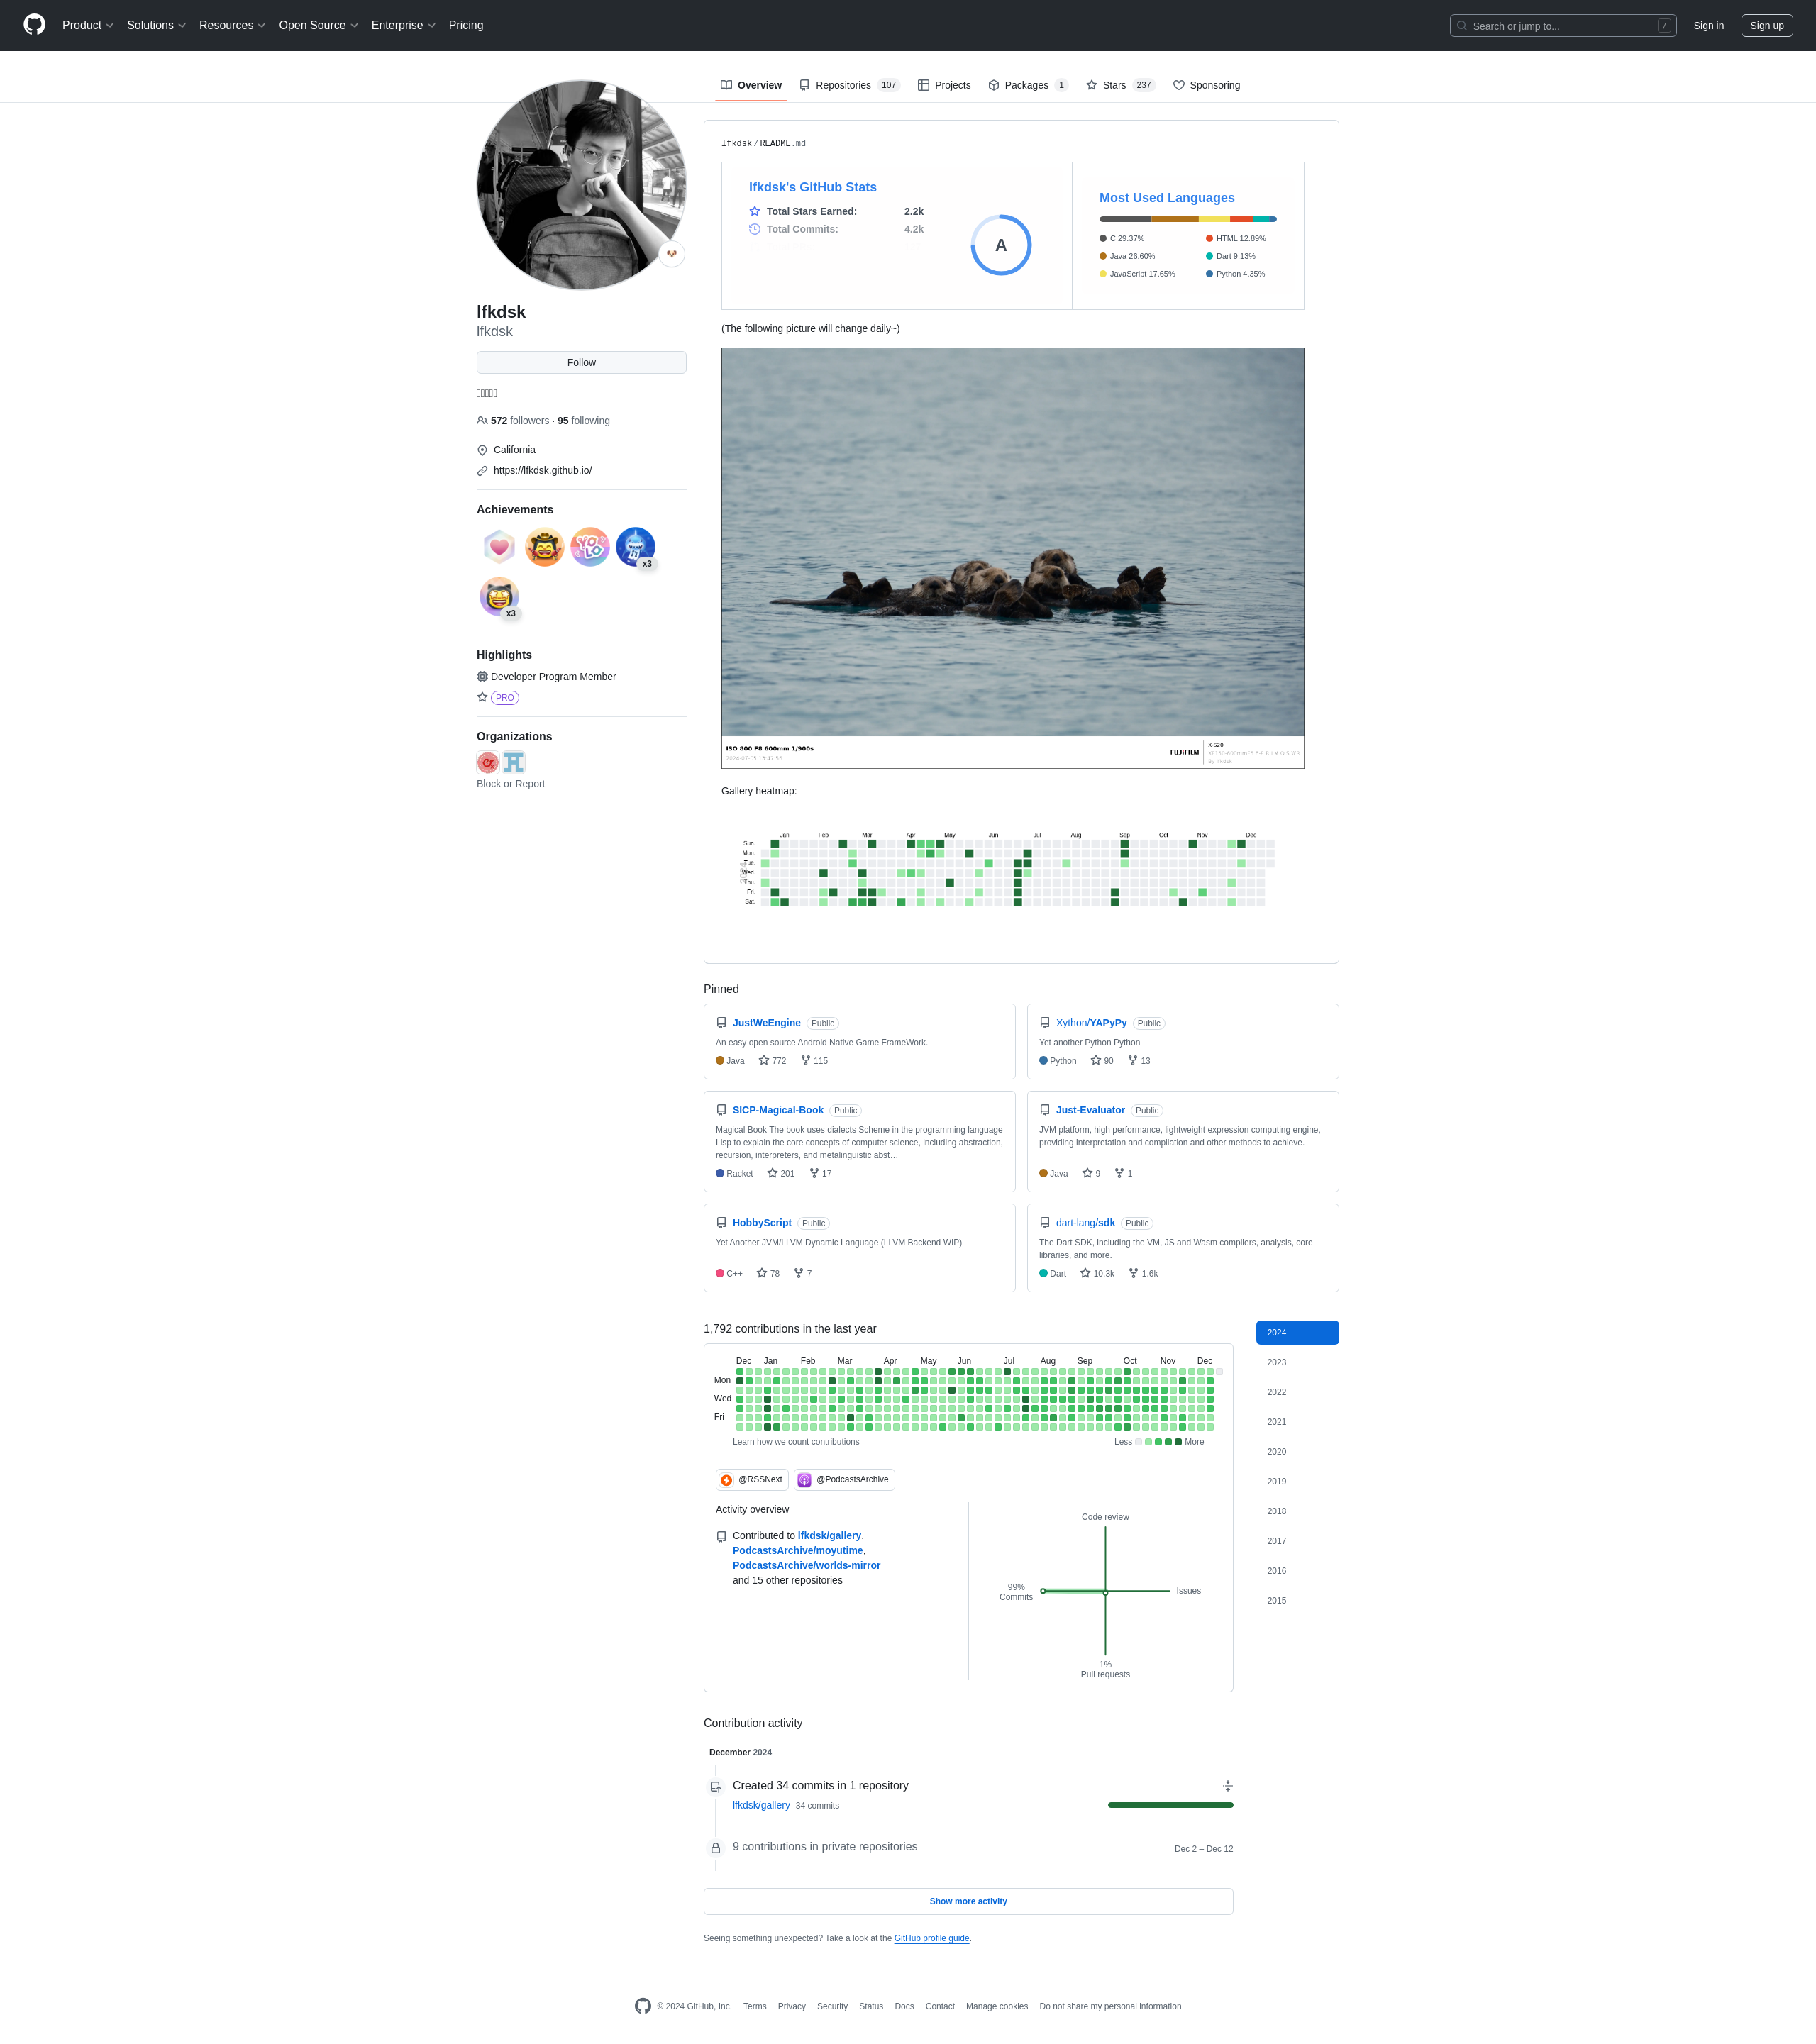 Product Solutions Resources Open Source Enterprise Pricing
Search or jump to... /
Sign in
Sign up
Overview Repositories 107 Projects Packages 1 Stars 237 Sponsoring
lfkdsk
lfkdsk
Follow
572 followers · 95 following
California
https://lfkdsk.github.io/
Achievements
YOLO
x3
x3
Highlights
Developer Program Member
PRO
Organizations
Block or Report
lfkdsk / README.md
lfkdsk's GitHub Stats
Total Stars Earned: 2.2k
Total Commits: 4.2k
A
Most Used Languages
C 29.37%
Java 26.60%
JavaScript 17.65%
HTML 12.89%
Dart 9.13%
Python 4.35%
(The following picture will change daily~)
ISO 800 F8 600mm 1/900s
FUJIFILM
X-S20
Gallery heatmap:
Jan Feb Mar Apr May Jun Jul Aug Sep Oct Nov Dec
Sun.
Mon.
Tue.
Wed.
Thu.
Fri.
Sat.
Pinned
JustWeEngine Public
An easy open source Android Native Game FrameWork.
Java 772 115
Xython/YAPyPy Public
Yet another Python Python
Python 90 13
SICP-Magical-Book Public
Magical Book The book uses dialects Scheme in the programming language
Lisp to explain the core concepts of computer science, including abstraction,
recursion, interpreters, and metalinguistic abst…
Racket 201 17
Just-Evaluator Public
JVM platform, high performance, lightweight expression computing engine,
providing interpretation and compilation and other methods to achieve.
Java 9 1
HobbyScript Public
Yet Another JVM/LLVM Dynamic Language (LLVM Backend WIP)
C++ 78 7
dart-lang/sdk Public
The Dart SDK, including the VM, JS and Wasm compilers, analysis, core
libraries, and more.
Dart 10.3k 1.6k
1,792 contributions in the last year
Dec Jan Feb Mar Apr May Jun Jul Aug Sep Oct Nov Dec
Mon
Wed
Fri
Learn how we count contributions
Less More
@RSSNext @PodcastsArchive
Activity overview
Contributed to lfkdsk/gallery,
PodcastsArchive/moyutime,
PodcastsArchive/worlds-mirror
and 15 other repositories
Code review
99%
Commits
Issues
1%
Pull requests
2024
2023
2022
2021
2020
2019
2018
2017
2016
2015
Contribution activity
December 2024
Created 34 commits in 1 repository
lfkdsk/gallery 34 commits
9 contributions in private repositories
Dec 2 – Dec 12
Show more activity
Seeing something unexpected? Take a look at the GitHub profile guide.
© 2024 GitHub, Inc. Terms Privacy Security Status Docs Contact Manage cookies Do not share my personal information